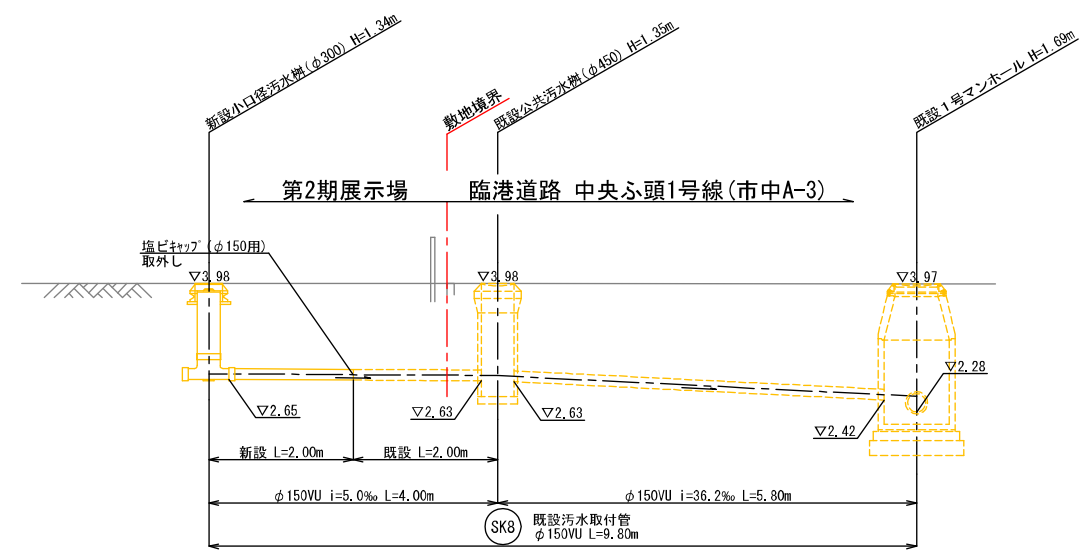 新設小口径汚水桝(φ300) H=1.34m
敷地境界
既設公共汚水桝(φ450) H=1.35m
既設1号マンホール H=1.69m
第2期展示場
臨港道路 中央ふ頭1号線(市中A-3)
塩ビｷｬｯﾌﾟ(φ150用)
取外し
▽3.98
▽3.98
▽3.97
▽2.28
▽2.65
▽2.63
▽2.63
▽2.42
新設 L=2.00m
既設 L=2.00m
φ150VU i=5.0‰ L=4.00m
φ150VU i=36.2‰ L=5.80m
SK8
既設汚水取付管
φ150VU L=9.80m